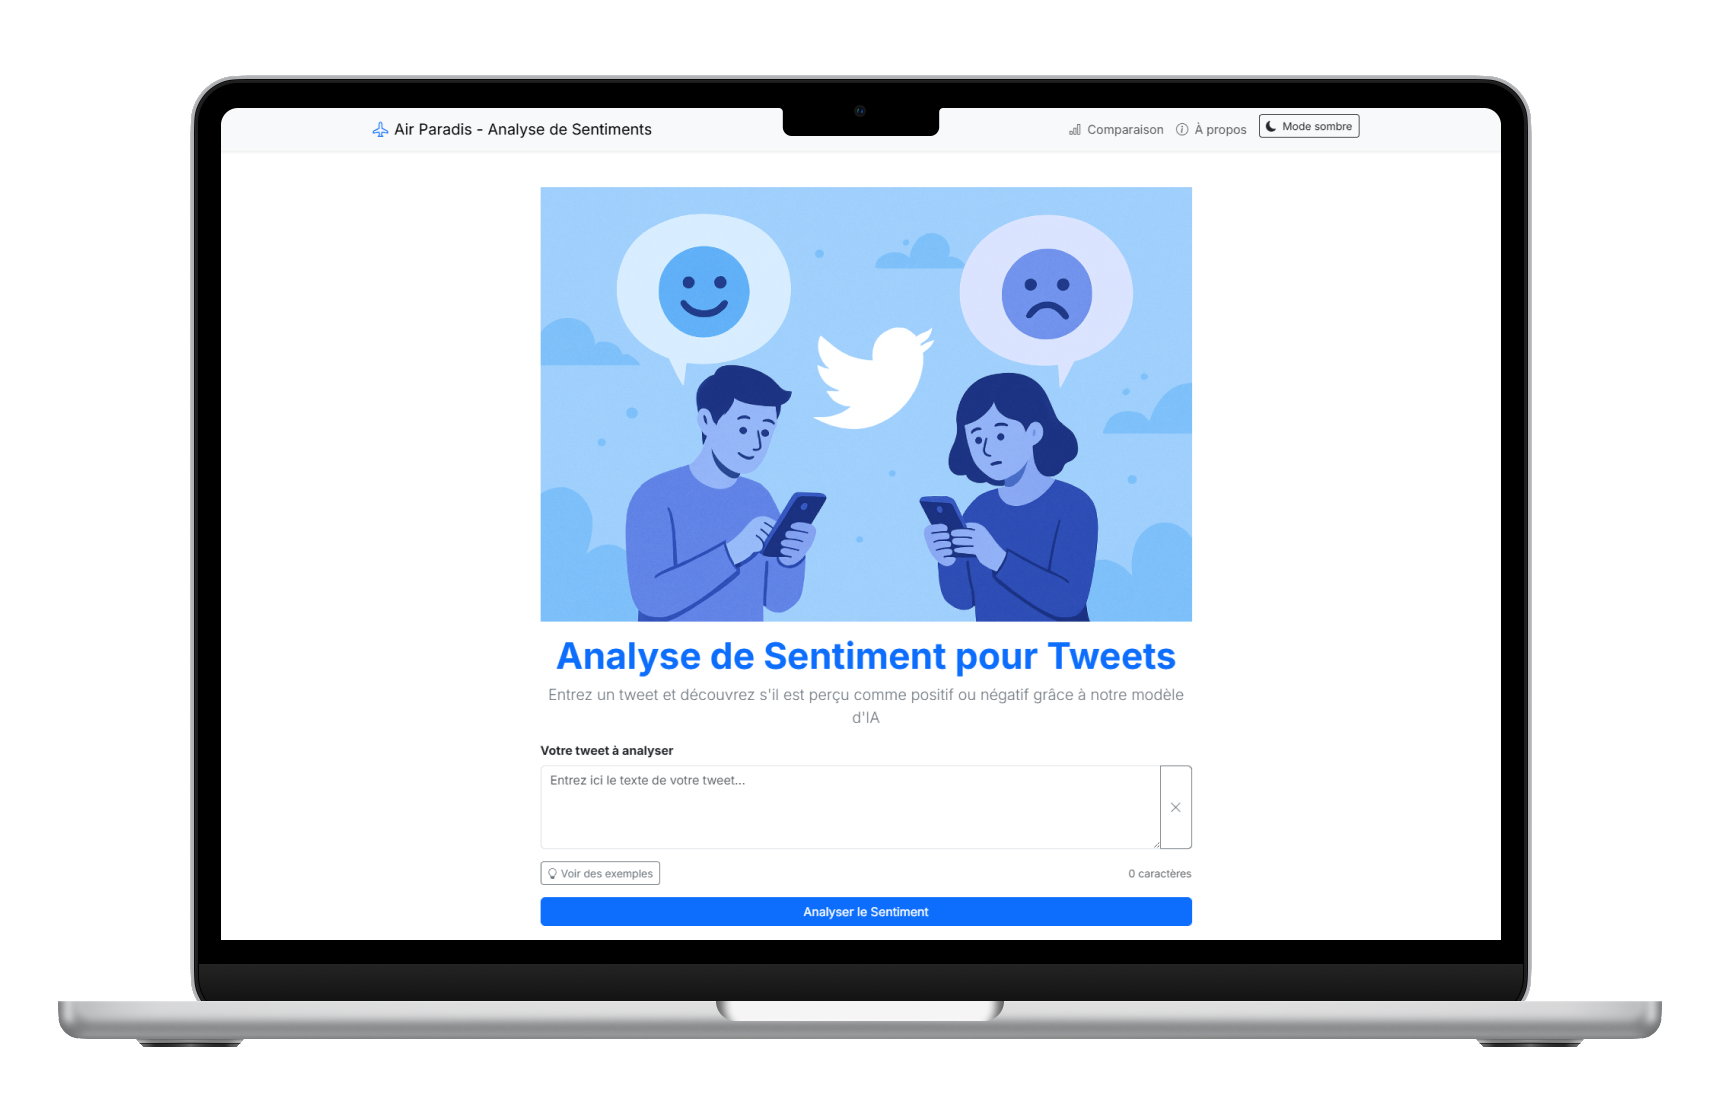 Air Paradis - Analyse de Sentiments
Comparaison
À propos
Mode sombre
Analyse de Sentiment pour Tweets
Entrez un tweet et découvrez s'il est perçu comme positif ou négatif grâce à notre modèle
d'IA
Votre tweet à analyser
Entrez ici le texte de votre tweet...
Voir des exemples
0 caractères
Analyser le Sentiment